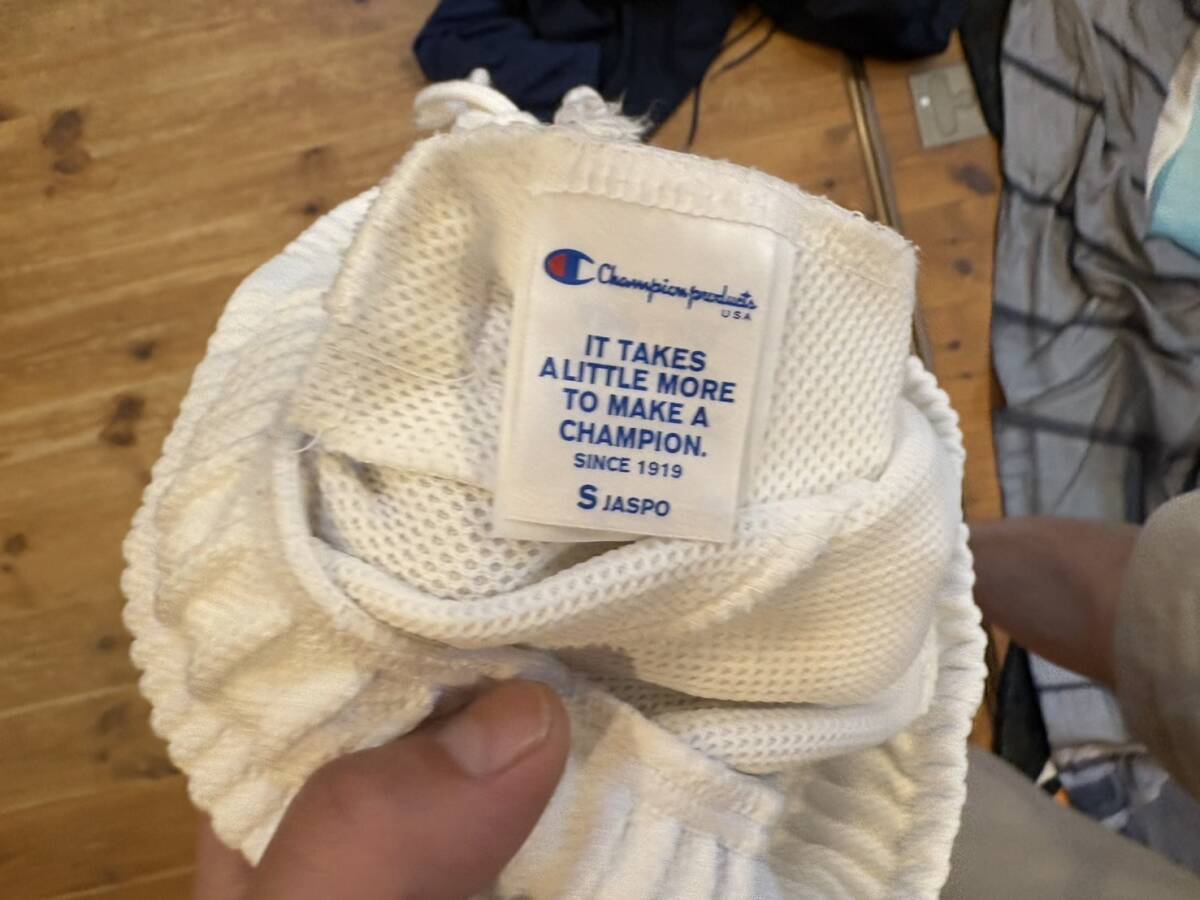 Champion products
USA
IT TAKES
A LITTLE MORE
TO MAKE A
CHAMPION.
SINCE 1919
S JASPO